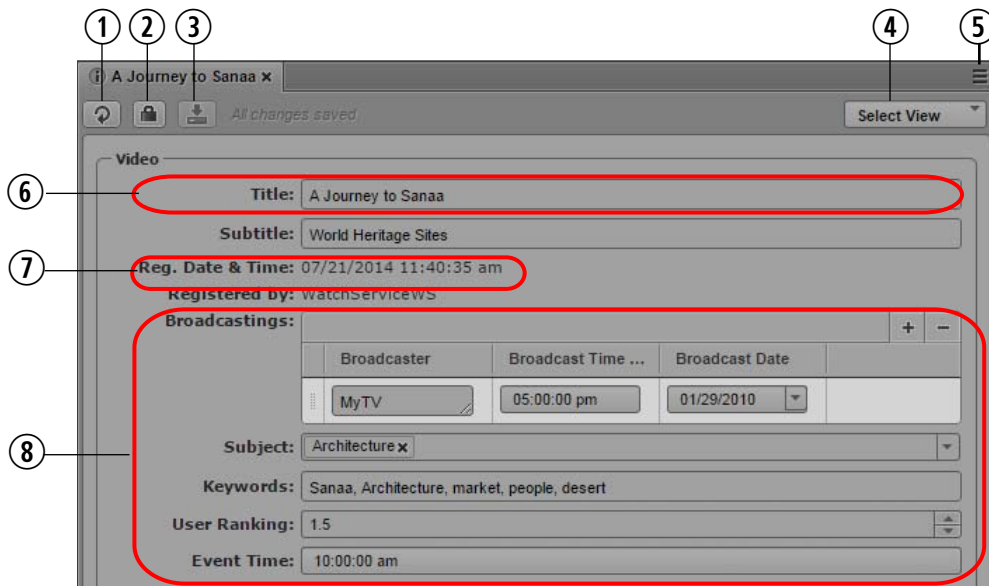 1 2 3 4 5
A Journey to Sanaa ×
All changes saved
Select View
Video
6
Title: A Journey to Sanaa
Subtitle: World Heritage Sites
7
Reg. Date & Time: 07/21/2014 11:40:35 am
Registered by: WatchServiceWS
Broadcastings: + −
Broadcaster Broadcast Time ... Broadcast Date
MyTV 05:00:00 pm 01/29/2010
8
Subject: Architecture ×
Keywords: Sanaa, Architecture, market, people, desert
User Ranking: 1.5
Event Time: 10:00:00 am